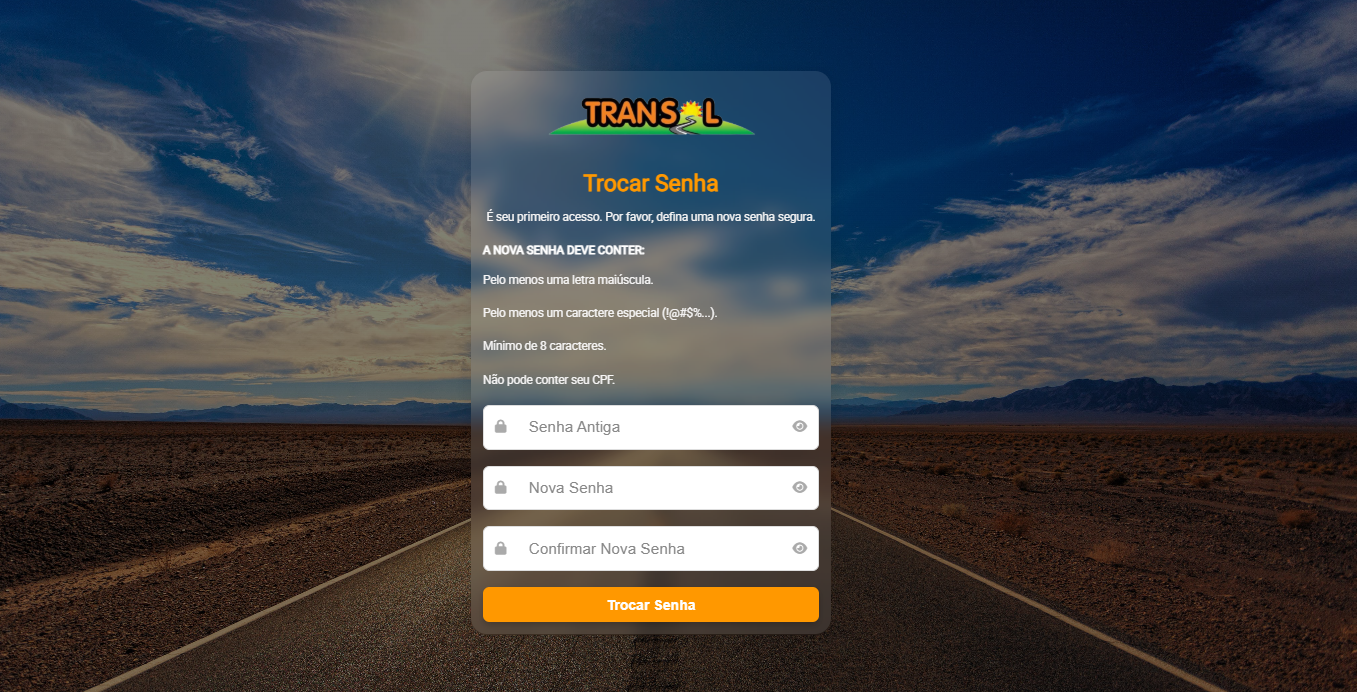 TRANSOL
Trocar Senha
É seu primeiro acesso. Por favor, defina uma nova senha segura.
A NOVA SENHA DEVE CONTER:
Pelo menos uma letra maiúscula.
Pelo menos um caractere especial (!@#$%...).
Mínimo de 8 caracteres.
Não pode conter seu CPF.
Senha Antiga
Nova Senha
Confirmar Nova Senha
Trocar Senha